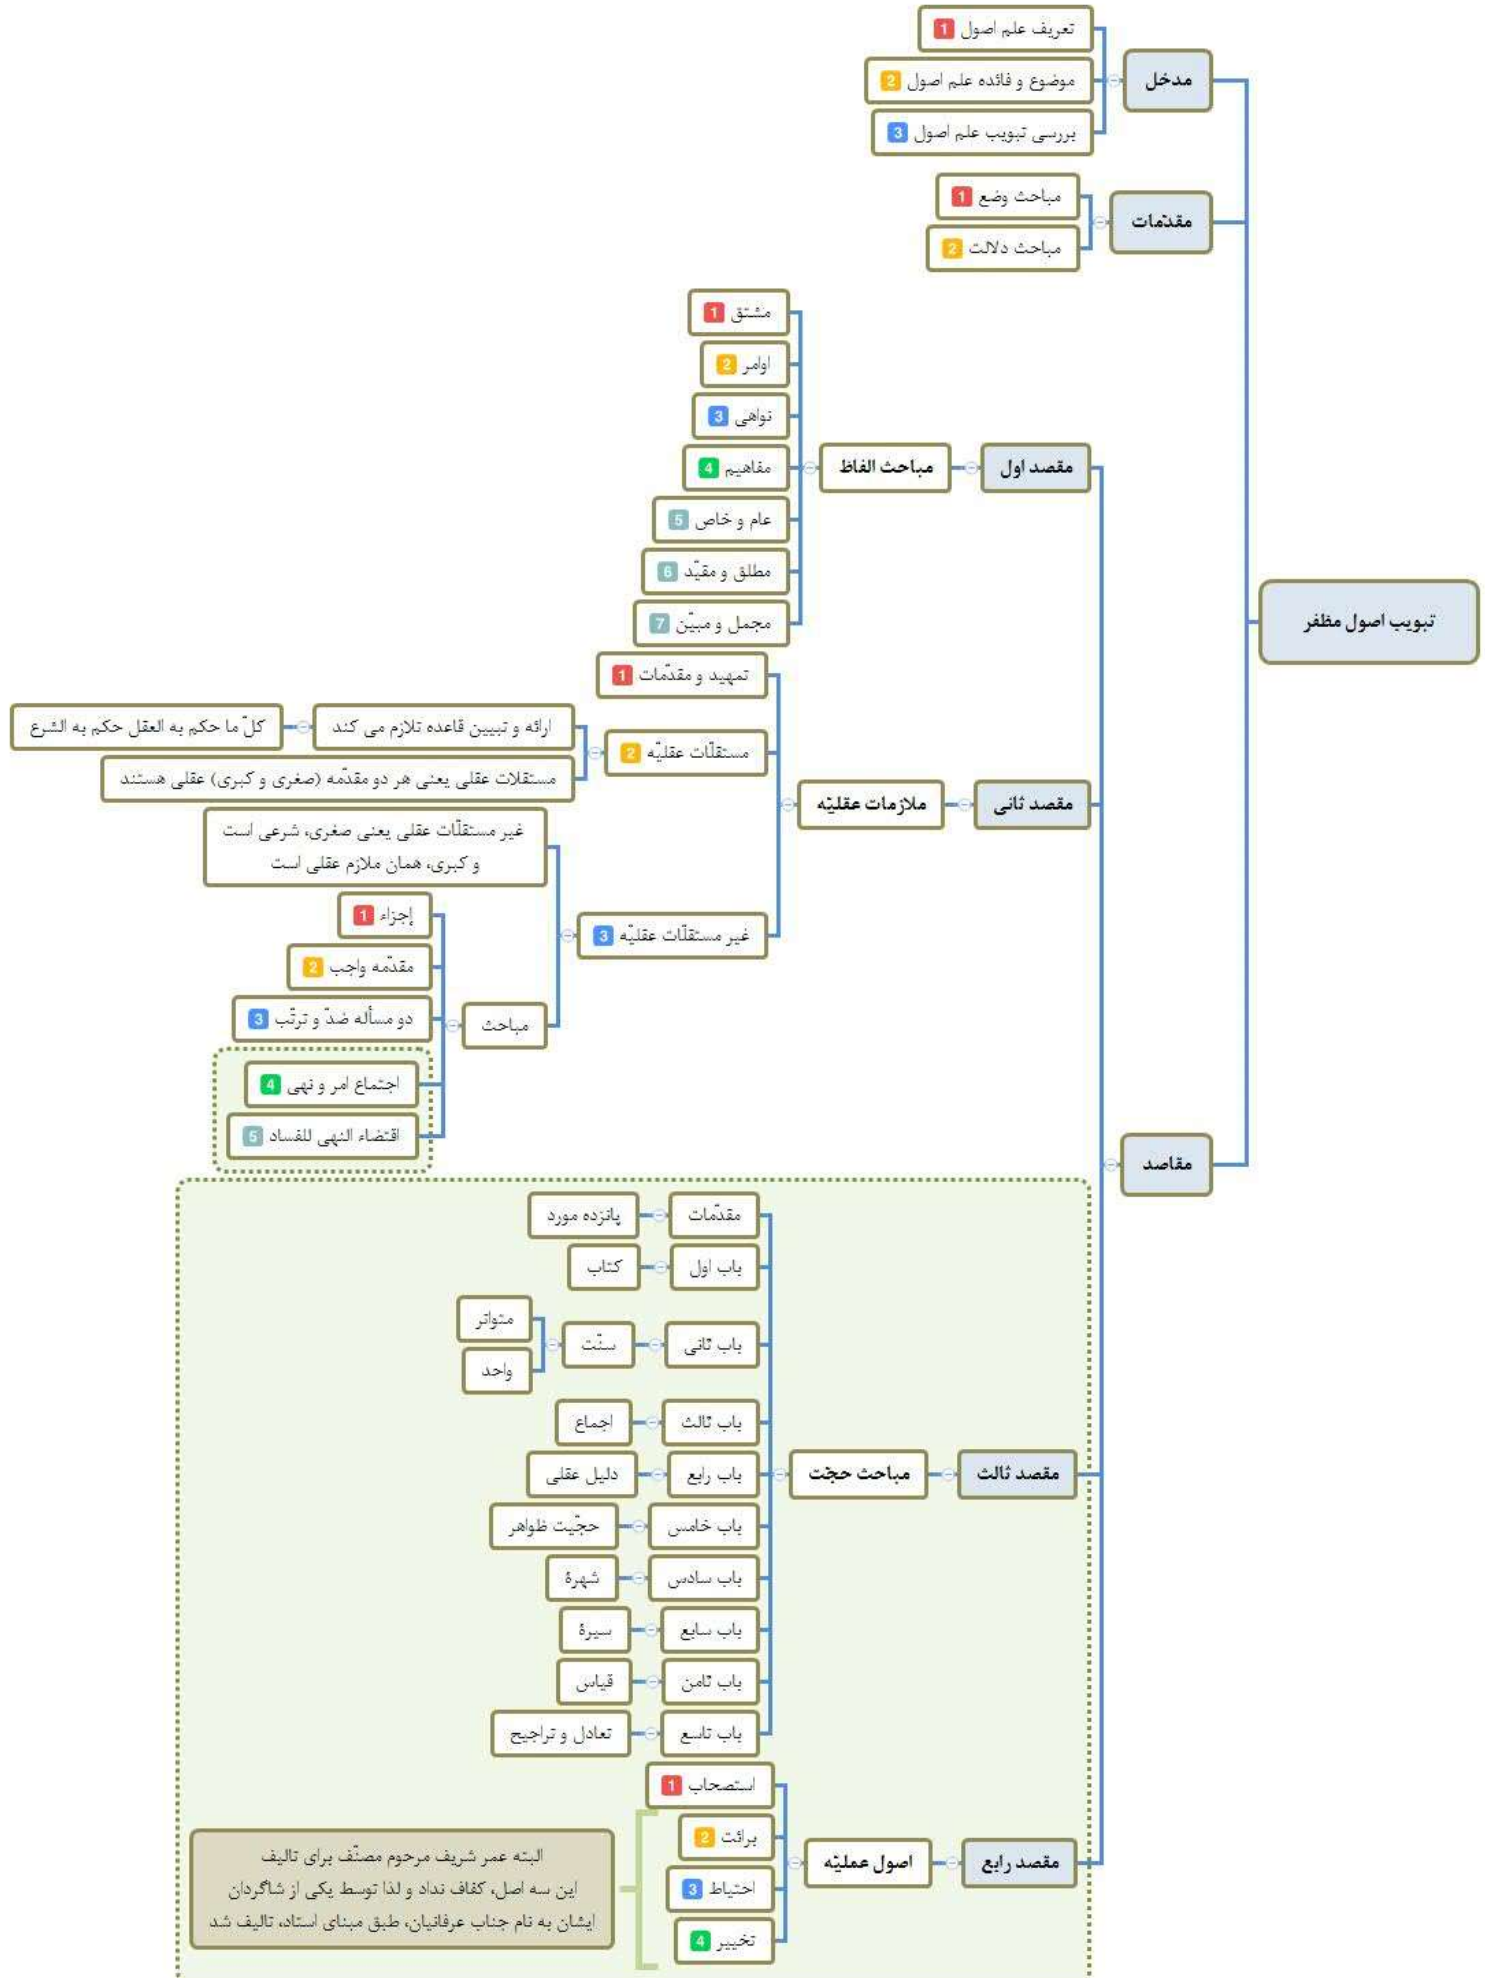 تبویب اصول مظفر
مدخل
تعریف علم اصول 1
موضوع و فائده علم اصول 2
بررسی تبویب علم اصول 3
مقدّمات
مباحث وضع 1
مباحث دلالت 2
مقاصد
مقصد اول
مباحث الفاظ
مشتق 1
اوامر 2
نواهی 3
مفاهیم 4
عام و خاص 5
مطلق و مقیّد 6
مجمل و مبیّن 7
مقصد ثانی
ملازمات عقلیّه
تمهید و مقدّمات 1
مستقلّات عقلیّه 2
ارائه و تبیین قاعده تلازم می کند
کلّ ما حکم به العقل حکم به الشرع
مستقلات عقلی یعنی هر دو مقدّمه (صغری و کبری) عقلی هستند
غیر مستقلّات عقلیّه 3
غیر مستقلّات عقلی یعنی صغری، شرعی است
و کبری، همان ملازم عقلی است
مباحث
إجزاء 1
مقدّمه واجب 2
دو مسأله ضدّ و ترتّب 3
اجتماع امر و نهی 4
اقتضاء النهی للفساد 5
مقصد ثالث
مباحث حجّت
مقدّمات
پانزده مورد
باب اول
کتاب
باب ثانی
سنّت
متواتر
واحد
باب ثالث
اجماع
باب رابع
دلیل عقلی
باب خامس
حجّیت ظواهر
باب سادس
شهرة
باب سابع
سیرة
باب ثامن
قیاس
باب تاسع
تعادل و تراجیح
مقصد رابع
اصول عملیّه
استصحاب 1
برائت 2
احتیاط 3
تخییر 4
البته عمر شریف مرحوم مصنّف برای تالیف
این سه اصل، کفاف نداد و لذا توسط یکی از شاگردان
ایشان به نام جناب عرفانیان، طبق مبنای استاد، تالیف شد